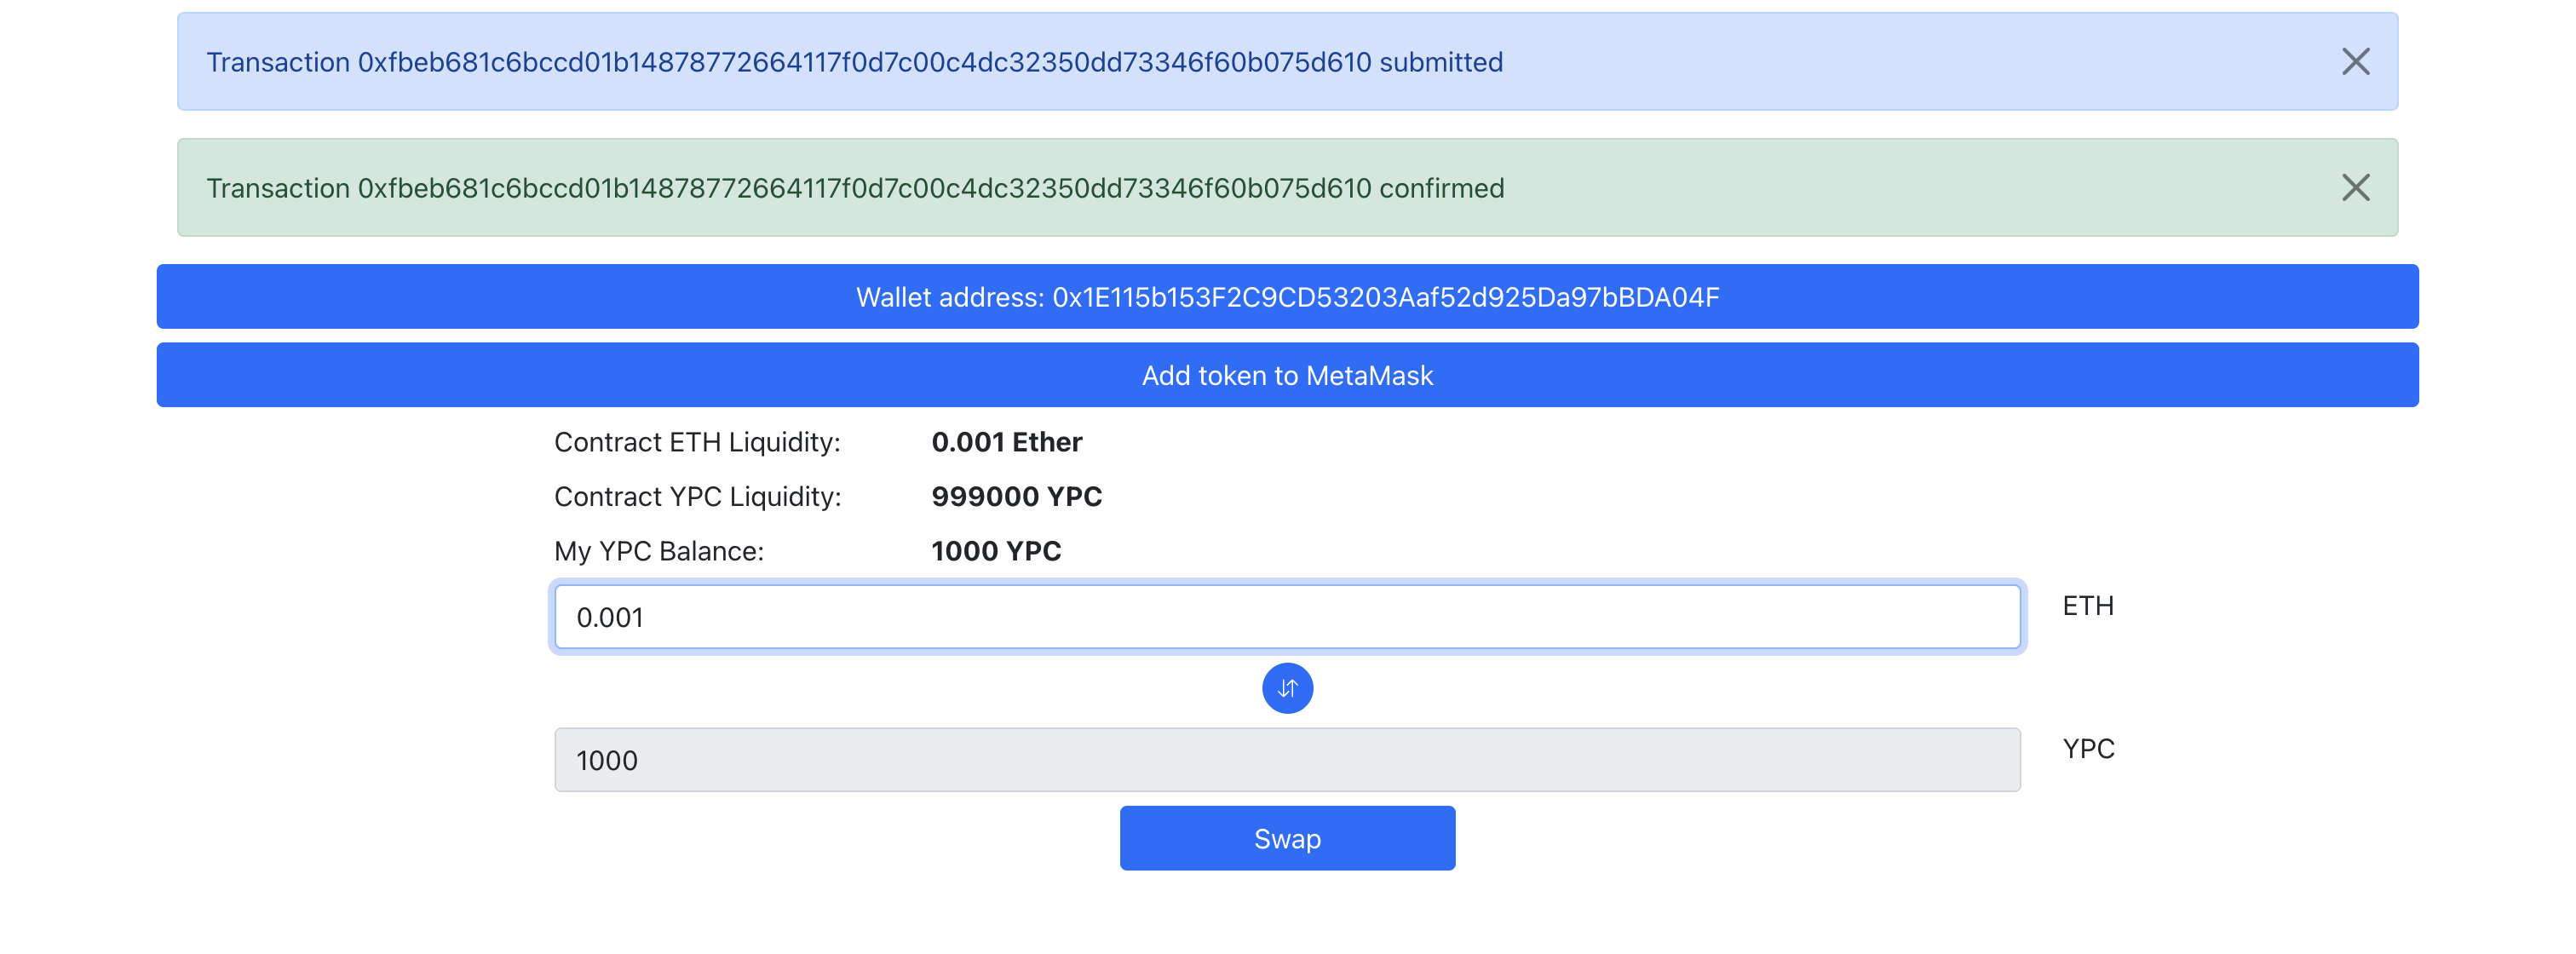 Transaction 0xfbeb681c6bccd01b14878772664117f0d7c00c4dc32350dd73346f60b075d610 submitted
Transaction 0xfbeb681c6bccd01b14878772664117f0d7c00c4dc32350dd73346f60b075d610 confirmed
Wallet address: 0x1E115b153F2C9CD53203Aaf52d925Da97bBDA04F
Add token to MetaMask
Contract ETH Liquidity: 0.001 Ether
Contract YPC Liquidity: 999000 YPC
My YPC Balance: 1000 YPC
0.001 ETH
1000 YPC
Swap